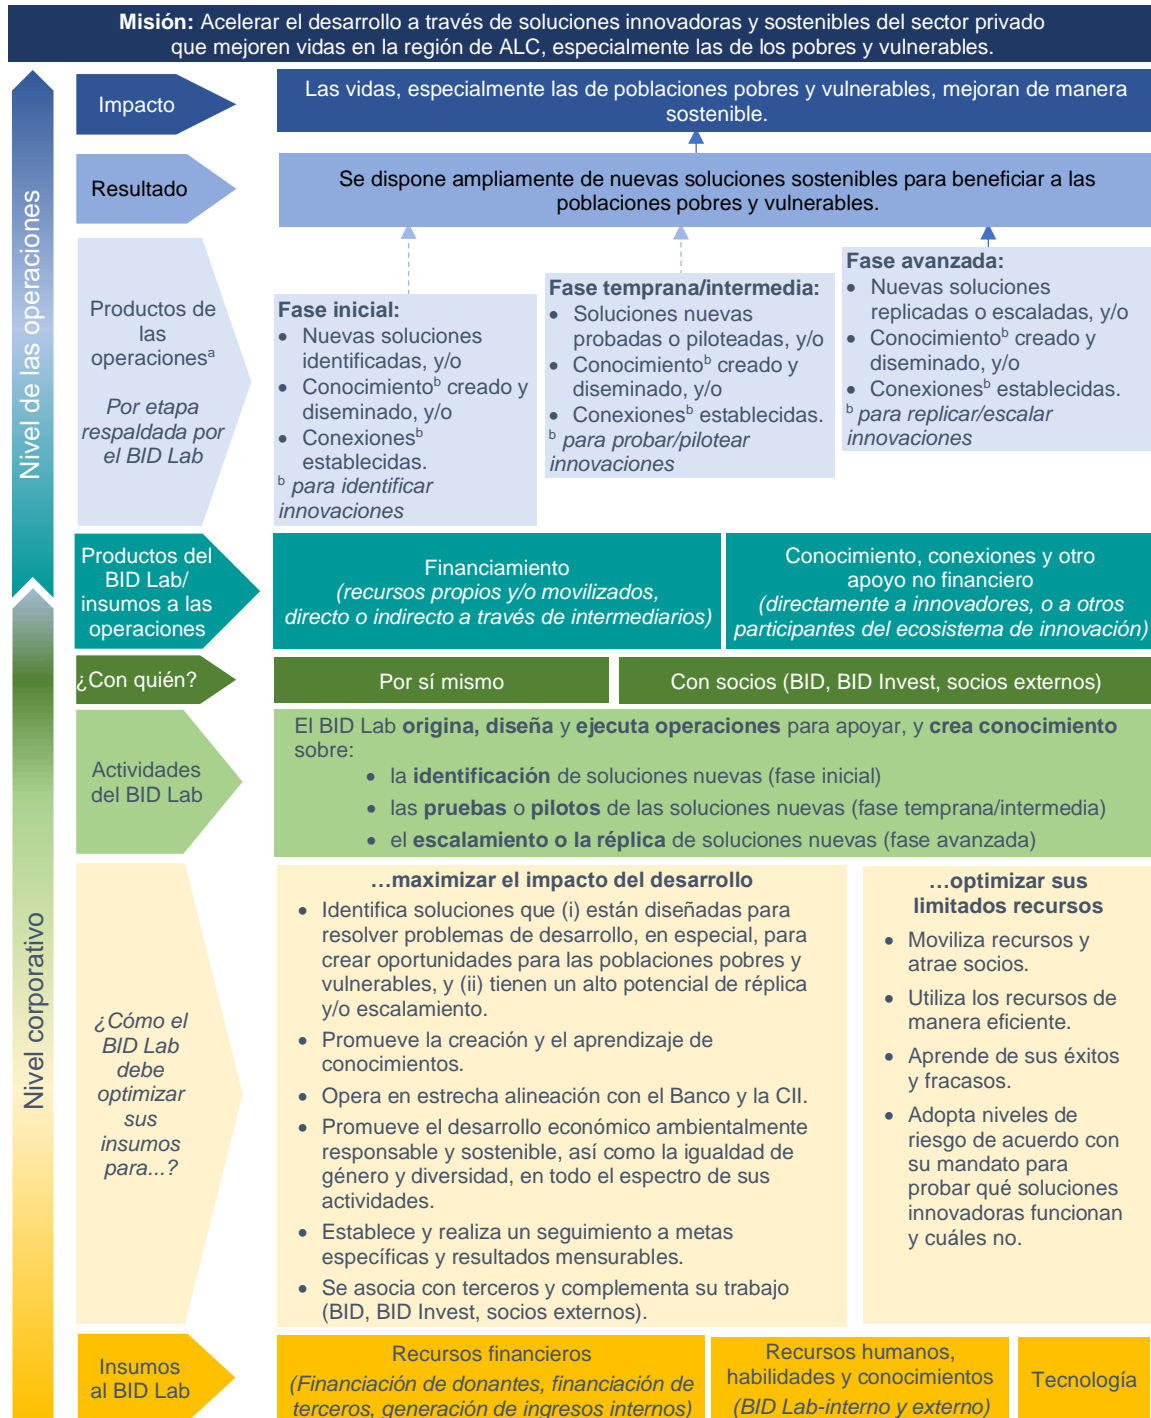 Misión: Acelerar el desarrollo a través de soluciones innovadoras y sostenibles del sector privado
que mejoren vidas en la región de ALC, especialmente las de los pobres y vulnerables.
Nivel de las operaciones
Impacto
Las vidas, especialmente las de poblaciones pobres y vulnerables, mejoran de manera
sostenible.
Resultado
Se dispone ampliamente de nuevas soluciones sostenibles para beneficiar a las
poblaciones pobres y vulnerables.
Productos de
las
operacionesᵃ
Por etapa
respaldada por
el BID Lab
Fase inicial:
• Nuevas soluciones
identificadas, y/o
• Conocimientoᵇ creado y
diseminado, y/o
• Conexionesᵇ
establecidas.
ᵇ para identificar
innovaciones
Fase temprana/intermedia:
• Soluciones nuevas
probadas o piloteadas, y/o
• Conocimientoᵇ creado y
diseminado, y/o
• Conexionesᵇ establecidas.
ᵇ para probar/pilotear
innovaciones
Fase avanzada:
• Nuevas soluciones
replicadas o escaladas, y/o
• Conocimientoᵇ creado y
diseminado, y/o
• Conexionesᵇ establecidas.
ᵇ para replicar/escalar
innovaciones
Productos del
BID Lab/
insumos a las
operaciones
Financiamiento
(recursos propios y/o movilizados,
directo o indirecto a través de intermediarios)
Conocimiento, conexiones y otro
apoyo no financiero
(directamente a innovadores, o a otros
participantes del ecosistema de innovación)
Nivel corporativo
¿Con quién?
Por sí mismo
Con socios (BID, BID Invest, socios externos)
Actividades
del BID Lab
El BID Lab origina, diseña y ejecuta operaciones para apoyar, y crea conocimiento
sobre:
• la identificación de soluciones nuevas (fase inicial)
• las pruebas o pilotos de las soluciones nuevas (fase temprana/intermedia)
• el escalamiento o la réplica de soluciones nuevas (fase avanzada)
¿Cómo el
BID Lab
debe
optimizar
sus
insumos
para...?
…maximizar el impacto del desarrollo
• Identifica soluciones que (i) están diseñadas para
resolver problemas de desarrollo, en especial, para
crear oportunidades para las poblaciones pobres y
vulnerables, y (ii) tienen un alto potencial de réplica
y/o escalamiento.
• Promueve la creación y el aprendizaje de
conocimientos.
• Opera en estrecha alineación con el Banco y la CII.
• Promueve el desarrollo económico ambientalmente
responsable y sostenible, así como la igualdad de
género y diversidad, en todo el espectro de sus
actividades.
• Establece y realiza un seguimiento a metas
específicas y resultados mensurables.
• Se asocia con terceros y complementa su trabajo
(BID, BID Invest, socios externos).
…optimizar sus
limitados recursos
• Moviliza recursos y
atrae socios.
• Utiliza los recursos de
manera eficiente.
• Aprende de sus éxitos
y fracasos.
• Adopta niveles de
riesgo de acuerdo con
su mandato para
probar qué soluciones
innovadoras funcionan
y cuáles no.
Insumos
al BID Lab
Recursos financieros
(Financiación de donantes, financiación de
terceros, generación de ingresos internos)
Recursos humanos,
habilidades y conocimientos
(BID Lab-interno y externo)
Tecnología